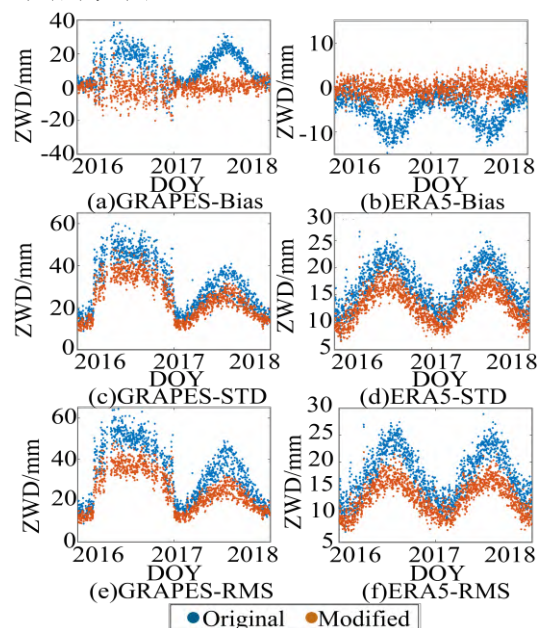 40
20
0
-20
-40
ZWD/mm
2016 2017 2018
DOY
(a)GRAPES-Bias
10
0
-10
ZWD/mm
2016 2017 2018
DOY
(b)ERA5-Bias
60
40
20
0
ZWD/mm
2016 2017 2018
DOY
(c)GRAPES-STD
30
25
20
15
10
5
ZWD/mm
2016 2017 2018
DOY
(d)ERA5-STD
60
40
20
0
ZWD/mm
2016 2017 2018
DOY
(e)GRAPES-RMS
30
25
20
15
10
5
ZWD/mm
2016 2017 2018
DOY
(f)ERA5-RMS
Original Modified